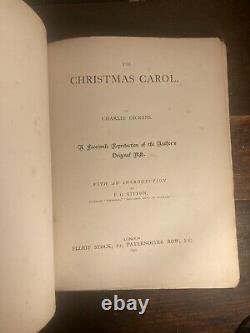 THE
CHRISTMAS CAROL.
BY
CHARLES DICKENS.
A Facsimile Reproduction of the Author's
Original MS.
WITH AN INTRODUCTION
BY
F. G. KITTON,
LONDON:
ELLIOT STOCK, 62, PATERNOSTER ROW, E.C.